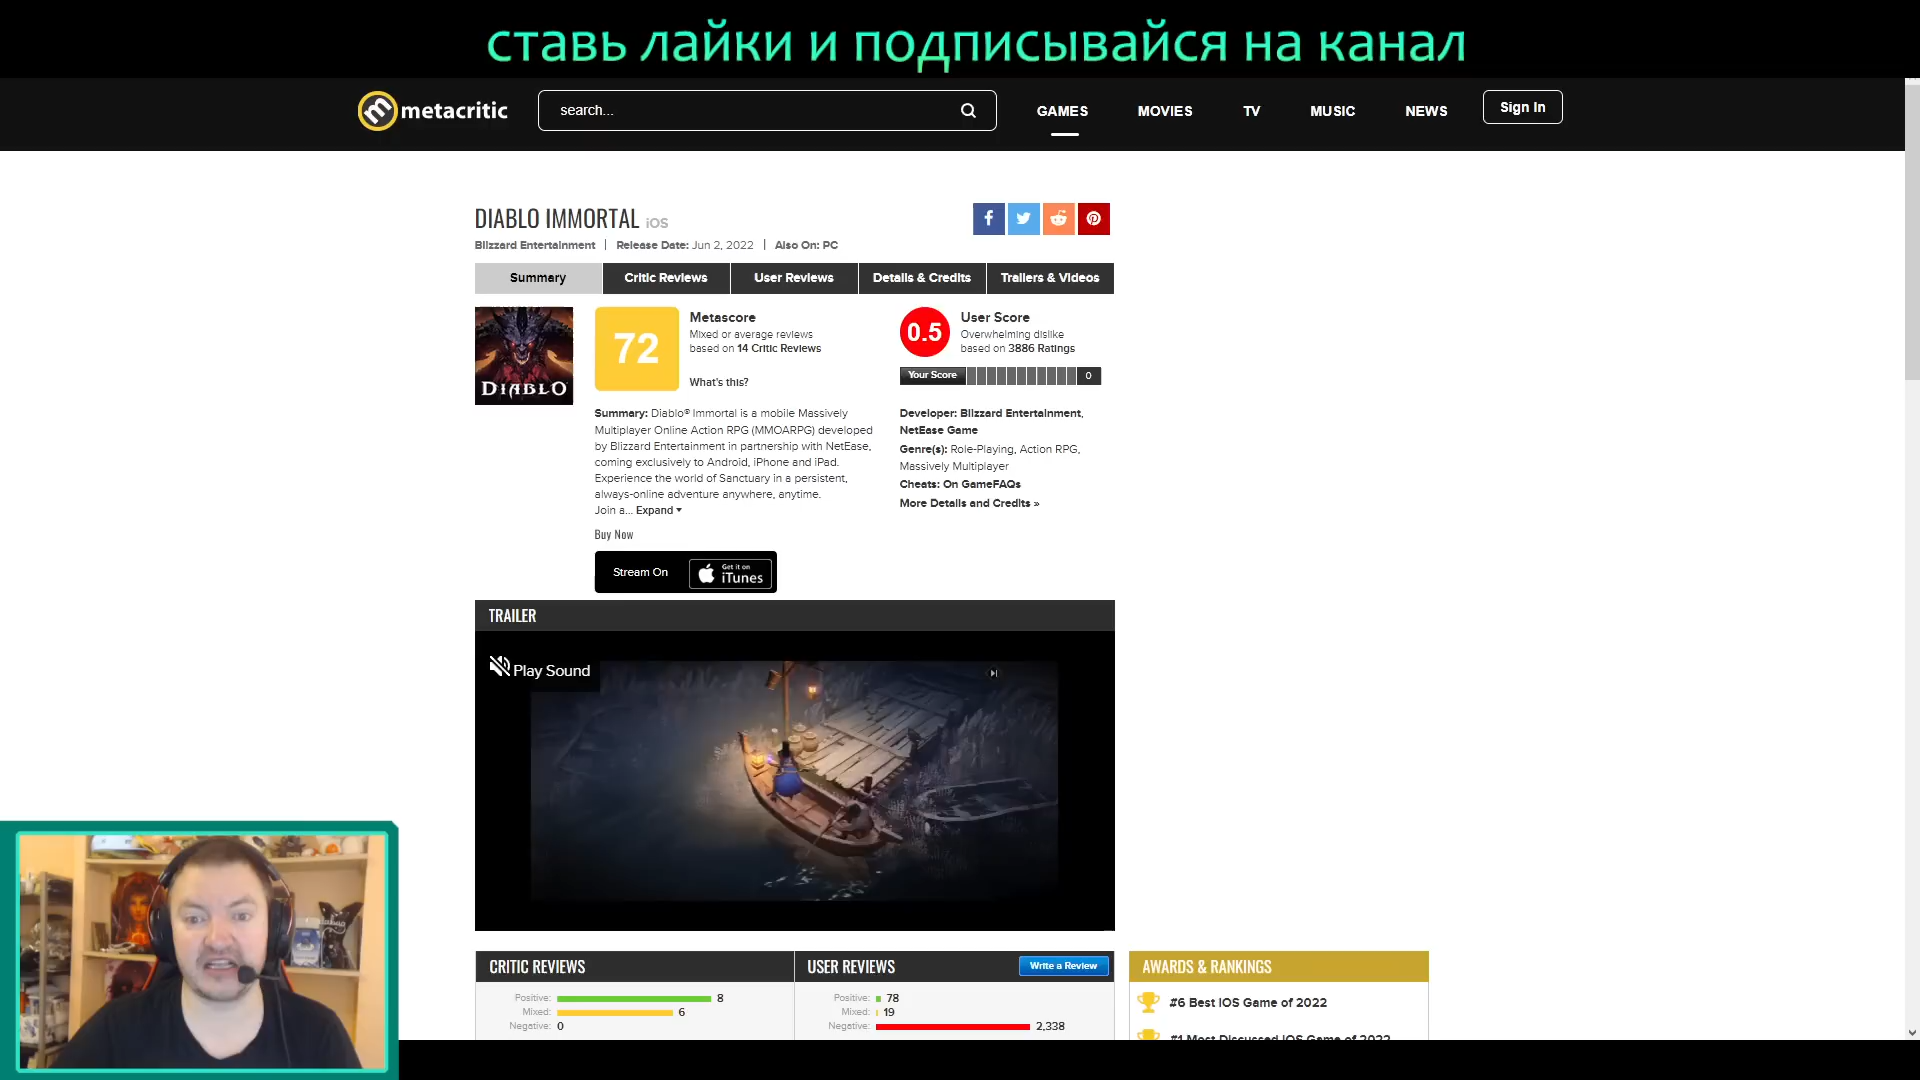 ставь лайки и подписывайся на канал
metacritic
search...
GAMES
MOVIES
TV
MUSIC
NEWS
Sign In
DIABLO IMMORTAL iOS
Blizzard Entertainment | Release Date: Jun 2, 2022 | Also On: PC
Summary
Critic Reviews
User Reviews
Details & Credits
Trailers & Videos
DIABLO
72
Metascore
Mixed or average reviews
based on 14 Critic Reviews
What's this?
0.5
User Score
Overwhelming dislike
based on 3886 Ratings
Your Score
0
Summary: Diablo® Immortal is a mobile Massively
Multiplayer Online Action RPG (MMOARPG) developed
by Blizzard Entertainment in partnership with NetEase,
coming exclusively to Android, iPhone and iPad.
Experience the world of Sanctuary in a persistent,
always-online adventure anywhere, anytime.
Join a... Expand
Developer: Blizzard Entertainment,
NetEase Game
Genre(s): Role-Playing, Action RPG,
Massively Multiplayer
Cheats: On GameFAQs
More Details and Credits »
Buy Now
Stream On
Get it on
iTunes
TRAILER
Play Sound
CRITIC REVIEWS
Positive: 8
Mixed: 6
Negative: 0
USER REVIEWS
Write a Review
Positive: 78
Mixed: 19
Negative: 2,338
AWARDS & RANKINGS
#6 Best iOS Game of 2022
#1 Most Discussed iOS Game of 2022